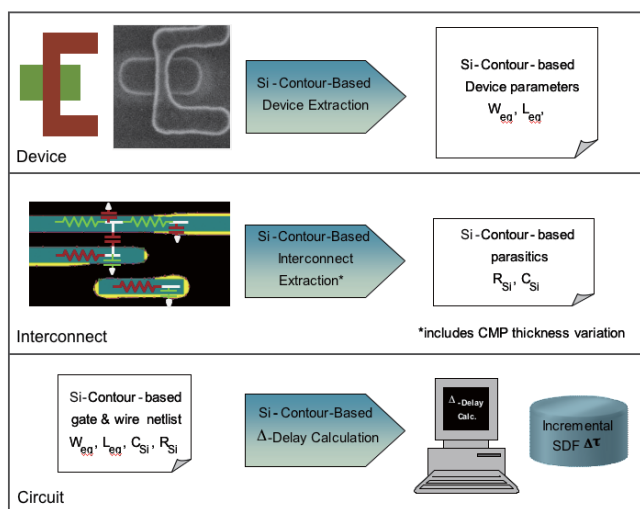 Si-Contour-Based
Device Extraction
Si-Contour-based
Device parameters
Weq, Leq,
Device
Si-Contour-Based
Interconnect
Extraction*
Si-Contour-based
parasitics
RSi, CSi
*includes CMP thickness variation
Interconnect
Si-Contour-based
gate & wire netlist
Weq, Leq, CSi, RSi
Si-Contour-Based
Δ-Delay Calculation
Δ-Delay
Calc.
Incremental
SDF Δτ
Circuit